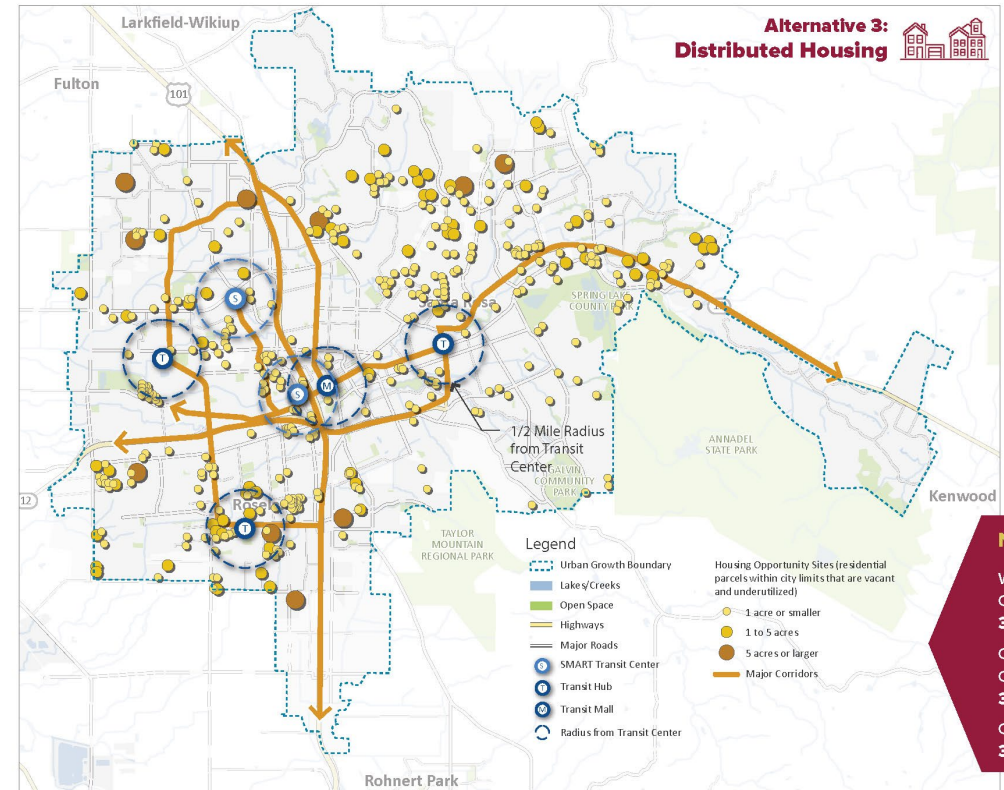 Larkfield-Wikiup
Alternative 3:
Distributed Housing
Fulton
101
S
SPRING LAKE
T
T
M
S
1/2 Mile Radius
from Transit
Center
ANNADEL
STATE PARK
GALVIN
COMMUNITY
PARK
12
Kenwood
T
TAYLOR
MOUNTAIN
REGIONAL PARK
Legend
Urban Growth Boundary
Lakes/Creeks
Open Space
Highways
Major Roads
S SMART Transit Center
T Transit Hub
M Transit Mall
Radius from Transit Center
Housing Opportunity Sites (residential
parcels within city limits that are vacant
and underutilized)
1 acre or smaller
1 to 5 acres
5 acres or larger
Major Corridors
Rohnert Park